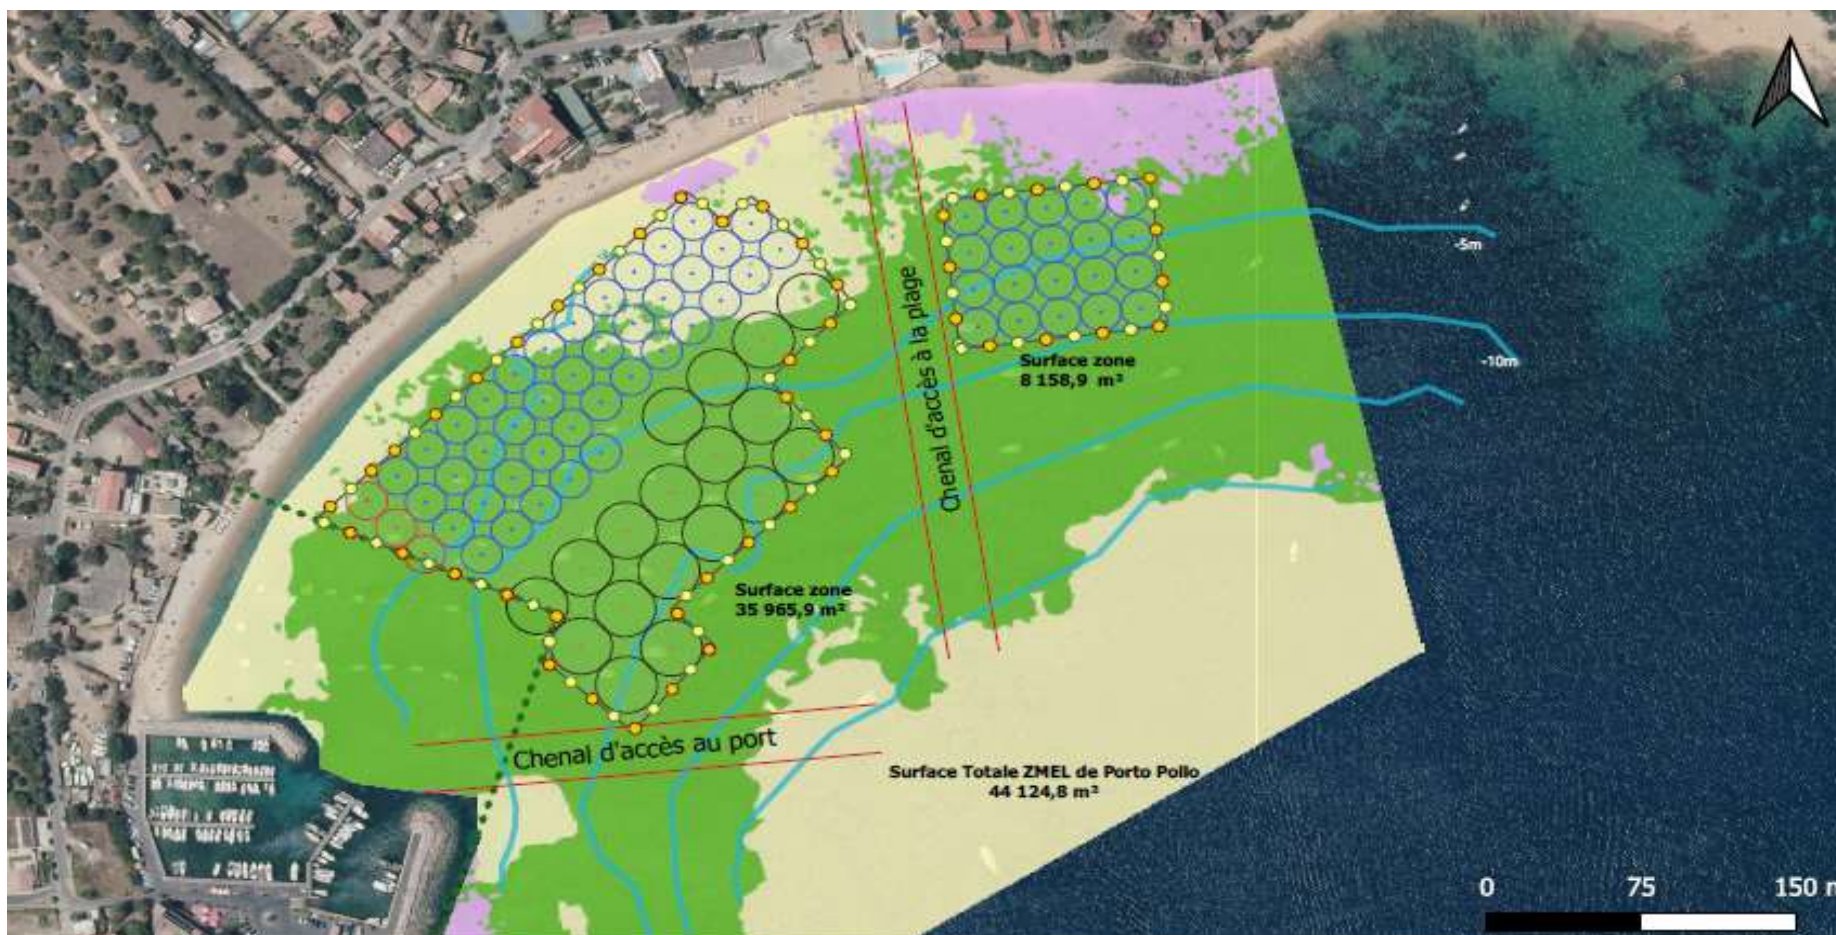 -5m
Chenal d'accès à la plage
Surface zone
8 158,9 m²
-10m
Surface zone
35 965,9 m²
Chenal d'accès au port
Surface Totale ZMEL de Porto Pollo
44 124,8 m²
0 75 150 m